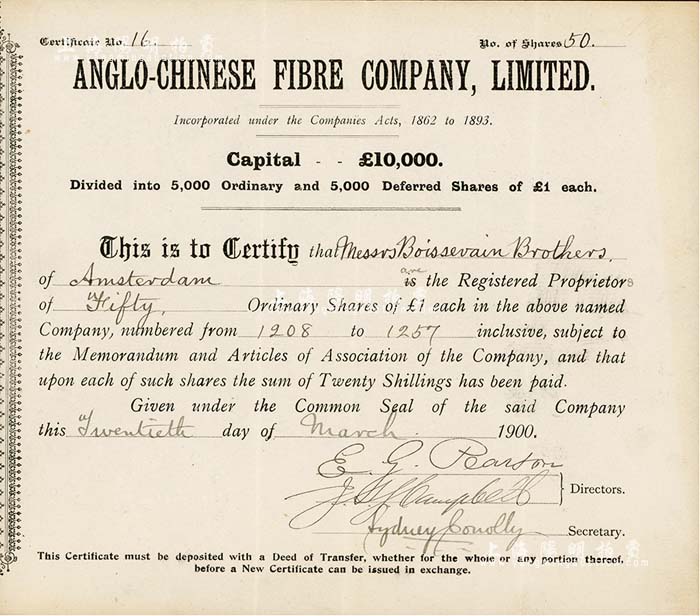 Certificate No. 16. No. of Shares 50.
ANGLO-CHINESE FIBRE COMPANY, LIMITED.
Incorporated under the Companies Acts, 1862 to 1893.
Capital - - £10,000.
Divided into 5,000 Ordinary and 5,000 Deferred Shares of £1 each.
This is to Certify that Messrs Boissevain Brothers,
of Amsterdam are is the Registered Proprietors
of Fifty, Ordinary Shares of £1 each in the above named
Company, numbered from 1208 to 1257 inclusive, subject to
the Memorandum and Articles of Association of the Company, and that
upon each of such shares the sum of Twenty Shillings has been paid.
Given under the Common Seal of the said Company
this Twentieth day of March 1900.
E. G. Pearson
Campbell Directors.
Sydney Conolly Secretary.
This Certificate must be deposited with a Deed of Transfer, whether for the whole or any portion thereof,
before a New Certificate can be issued in exchange.